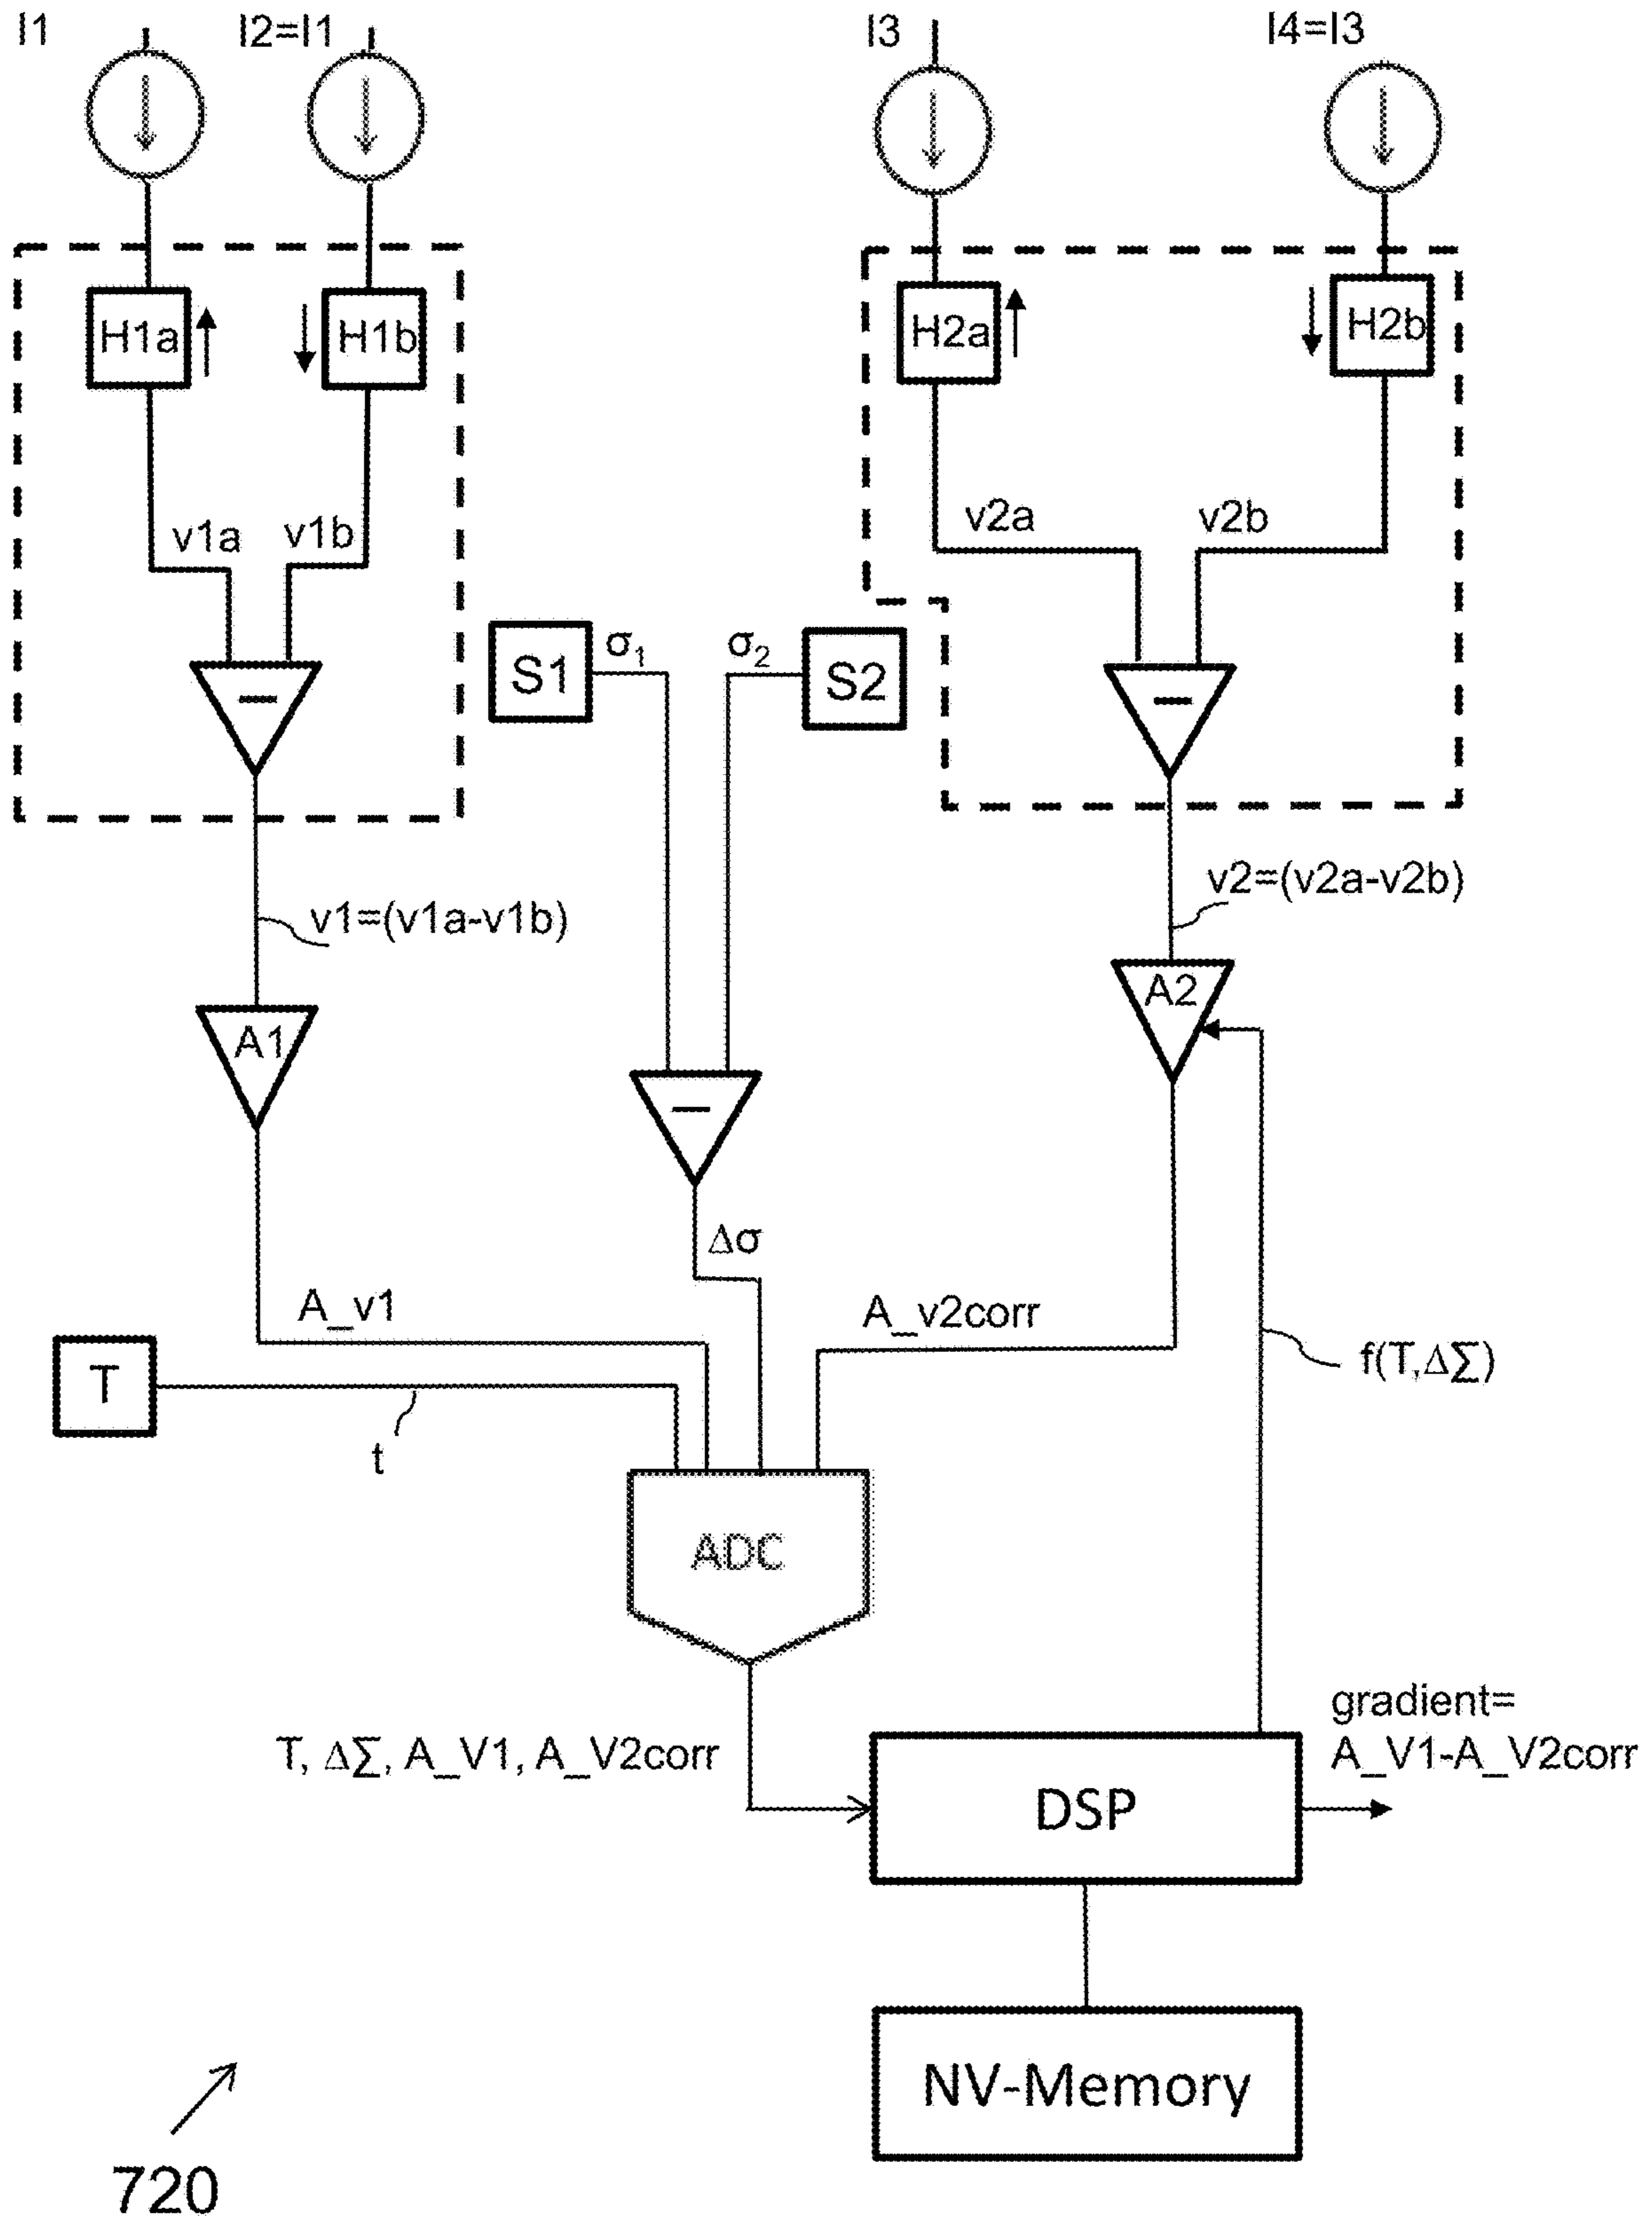 I1
I2=I1
I3
I4=I3
H1a
H1b
H2a
H2b
v1a
v1b
v2a
v2b
S1
σ1
σ2
S2
v1=(v1a-v1b)
v2=(v2a-v2b)
A1
A2
Δσ
A_v1
A_v2corr
f(T,Δ∑)
T
t
ADC
T, Δ∑, A_V1, A_V2corr
gradient=
A_V1-A_V2corr
DSP
NV-Memory
720